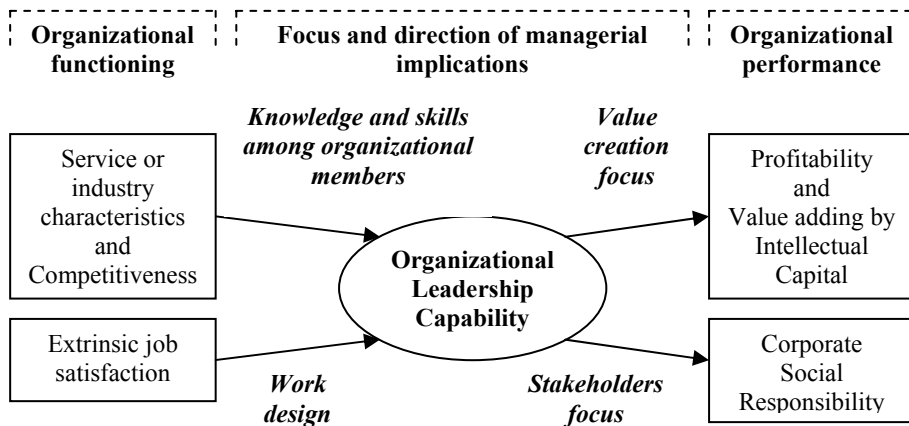 Organizational
functioning
Focus and direction of managerial
implications
Organizational
performance
Knowledge and skills
among organizational
members
Value
creation
focus
Service or
industry
characteristics
and
Competitiveness
Profitability
and
Value adding by
Intellectual
Capital
Organizational
Leadership
Capability
Extrinsic job
satisfaction
Corporate
Social
Responsibility
Work
design
Stakeholders
focus